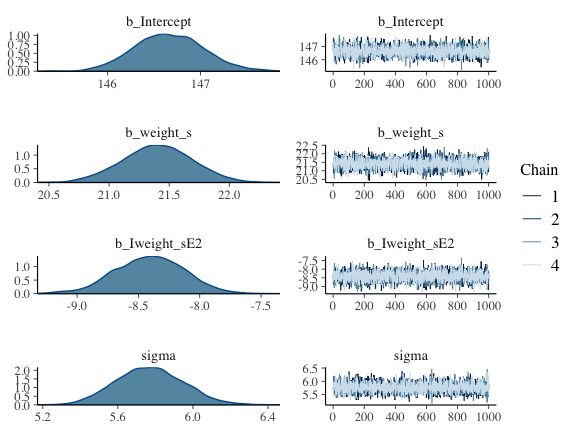 b_Intercept
1.00
0.75
0.50
0.25
0.00
146 147
b_Intercept
147
146
0 200 400 600 800 1000
b_weight_s
1.0
0.5
0.0
20.5 21.0 21.5 22.0
b_weight_s
22.5
22.0
21.5
21.0
20.5
0 200 400 600 800 1000
b_Iweight_sE2
1.0
0.5
0.0
-9.0 -8.5 -8.0 -7.5
b_Iweight_sE2
-7.5
-8.0
-8.5
-9.0
0 200 400 600 800 1000
sigma
2.0
1.5
1.0
0.5
0.0
5.2 5.6 6.0 6.4
sigma
6.5
6.0
5.5
0 200 400 600 800 1000
Chain
1
2
3
4